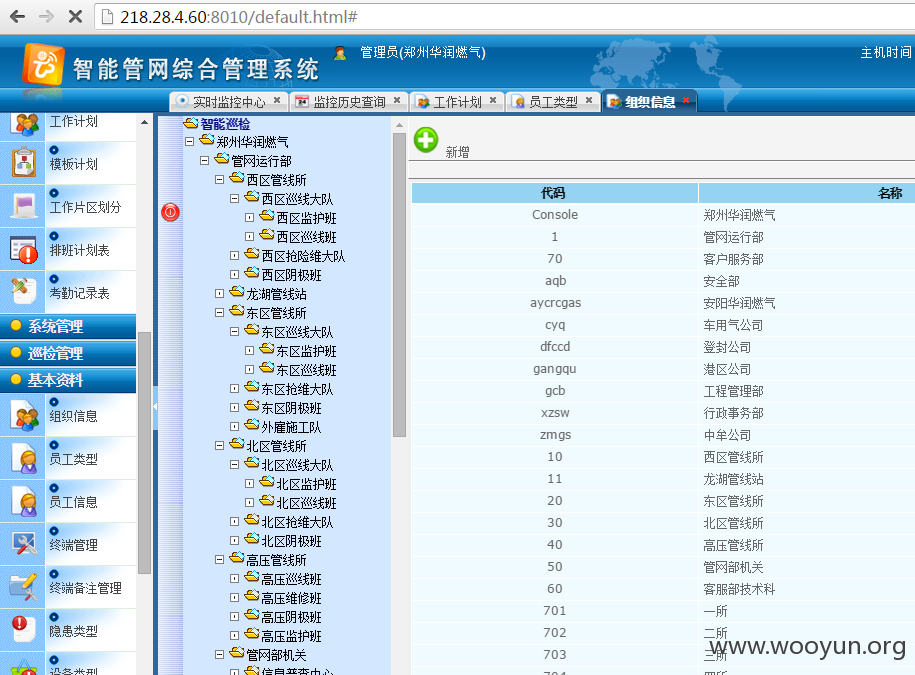 218.28.4.60:8010/default.html#
智能管网综合管理系统
管理员(郑州华润燃气)
主机时间
实时监控中心 × 监控历史查询 × 工作计划 × 员工类型 × 组织信息 ×
工作计划
模板计划
工作片区划分
排班计划表
考勤记录表
系统管理
巡检管理
基本资料
组织信息
员工类型
员工信息
终端管理
终端备注管理
隐患类型
设备类型
智能巡检
郑州华润燃气
管网运行部
西区管线所
西区巡线大队
西区监护班
西区巡线班
西区抢险维大队
西区阴极班
龙湖管线站
东区管线所
东区巡线大队
东区监护班
东区巡线班
东区抢维大队
东区阴极班
外雇施工队
北区管线所
北区巡线大队
北区监护班
北区巡线班
北区抢维大队
北区阴极班
高压管线所
高压巡线班
高压维修班
高压阴极班
高压监护班
管网部机关
信息普查中心
新增
代码 名称
Console 郑州华润燃气
1 管网运行部
70 客户服务部
aqb 安全部
aycrcgas 安阳华润燃气
cyq 车用气公司
dfccd 登封公司
gangqu 港区公司
gcb 工程管理部
xzsw 行政事务部
zmgs 中牟公司
10 西区管线所
11 龙湖管线站
20 东区管线所
30 北区管线所
40 高压管线所
50 管网部机关
60 客服部技术科
701 一所
702 二所
703 三所
704 四所
www.wooyun.org